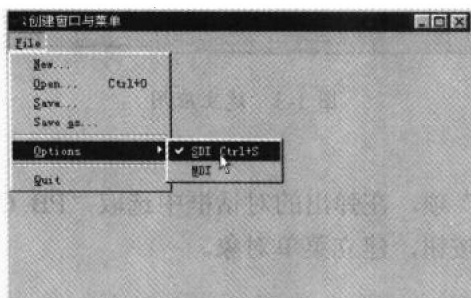 创建窗口与菜单
File
New...
Open... Ctrl+O
Save...
Save as...
Options
✔ SDI Ctrl+S
MDI
Quit